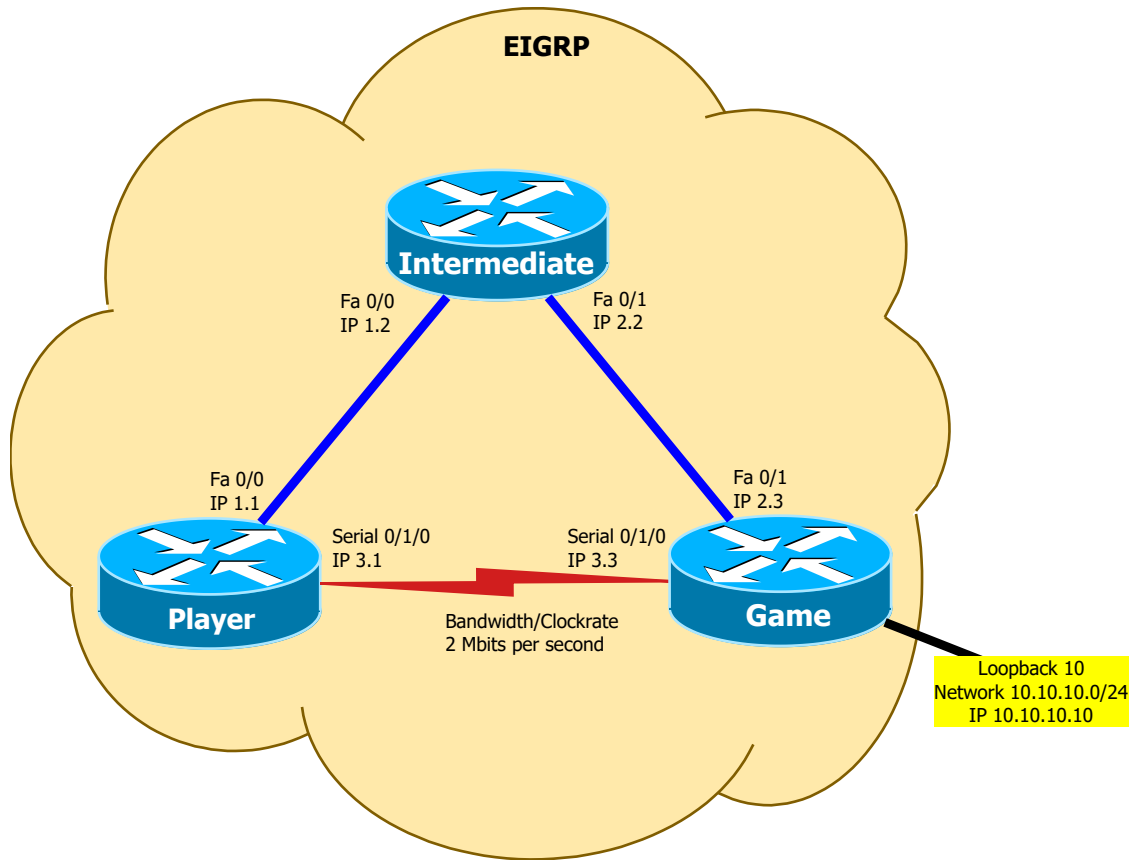 EIGRP
Intermediate
Fa 0/0
IP 1.2
Fa 0/1
IP 2.2
Fa 0/0
IP 1.1
Fa 0/1
IP 2.3
Serial 0/1/0
IP 3.1
Serial 0/1/0
IP 3.3
Player
Bandwidth/Clockrate
2 Mbits per second
Game
Loopback 10
Network 10.10.10.0/24
IP 10.10.10.10